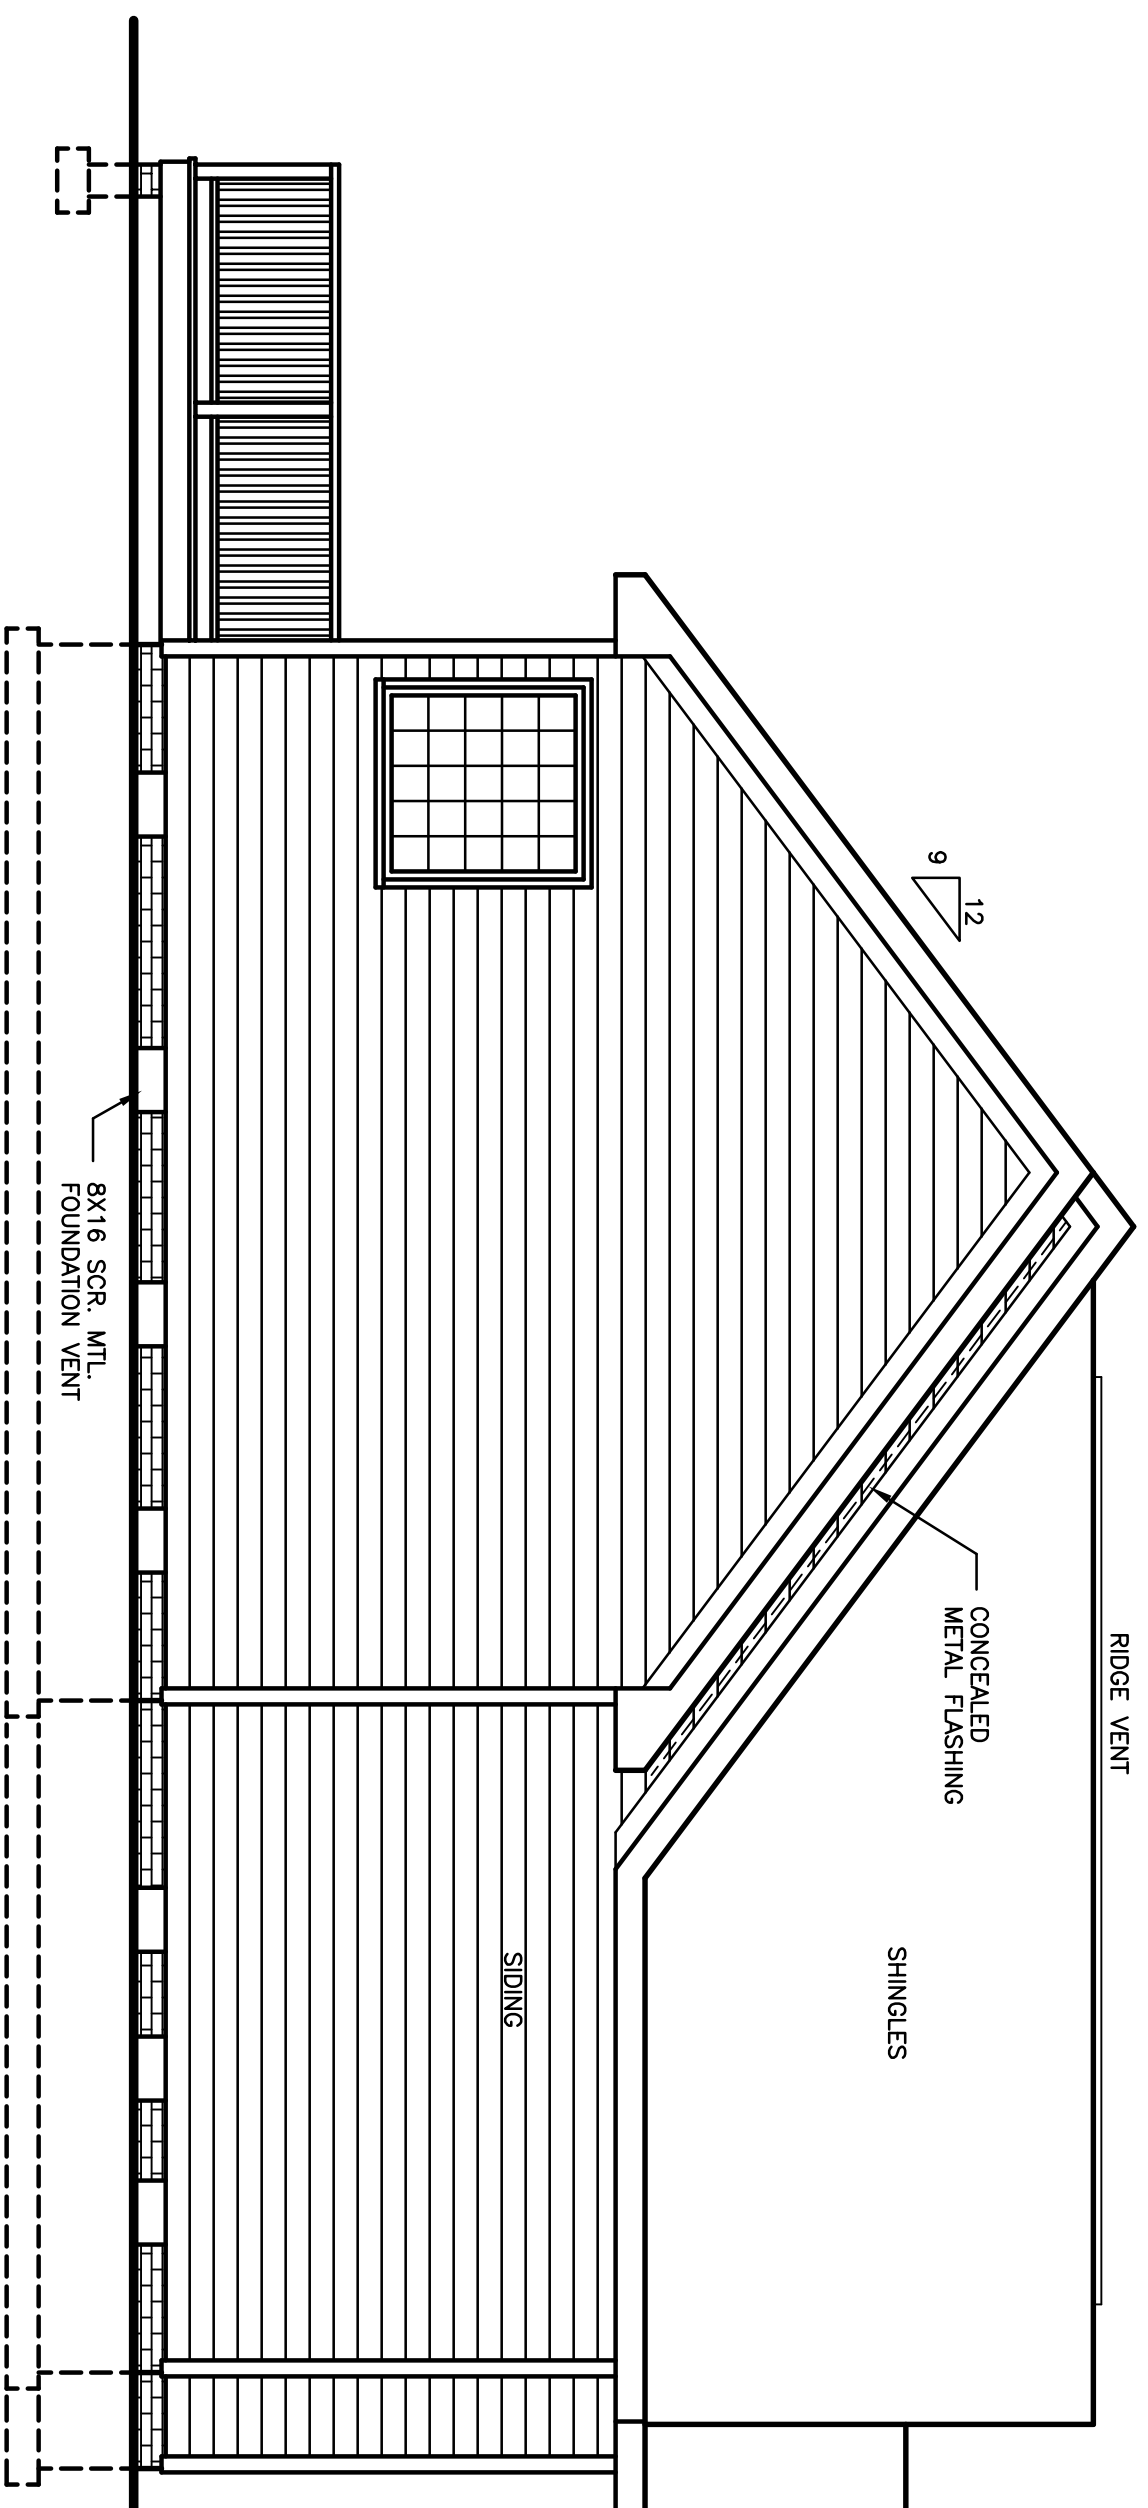 RIDGE VENT
12
9
CONCEALED
METAL FLASHING
SHINGLES
SIDING
8X16 SCR. MTL.
FOUNDATION VENT